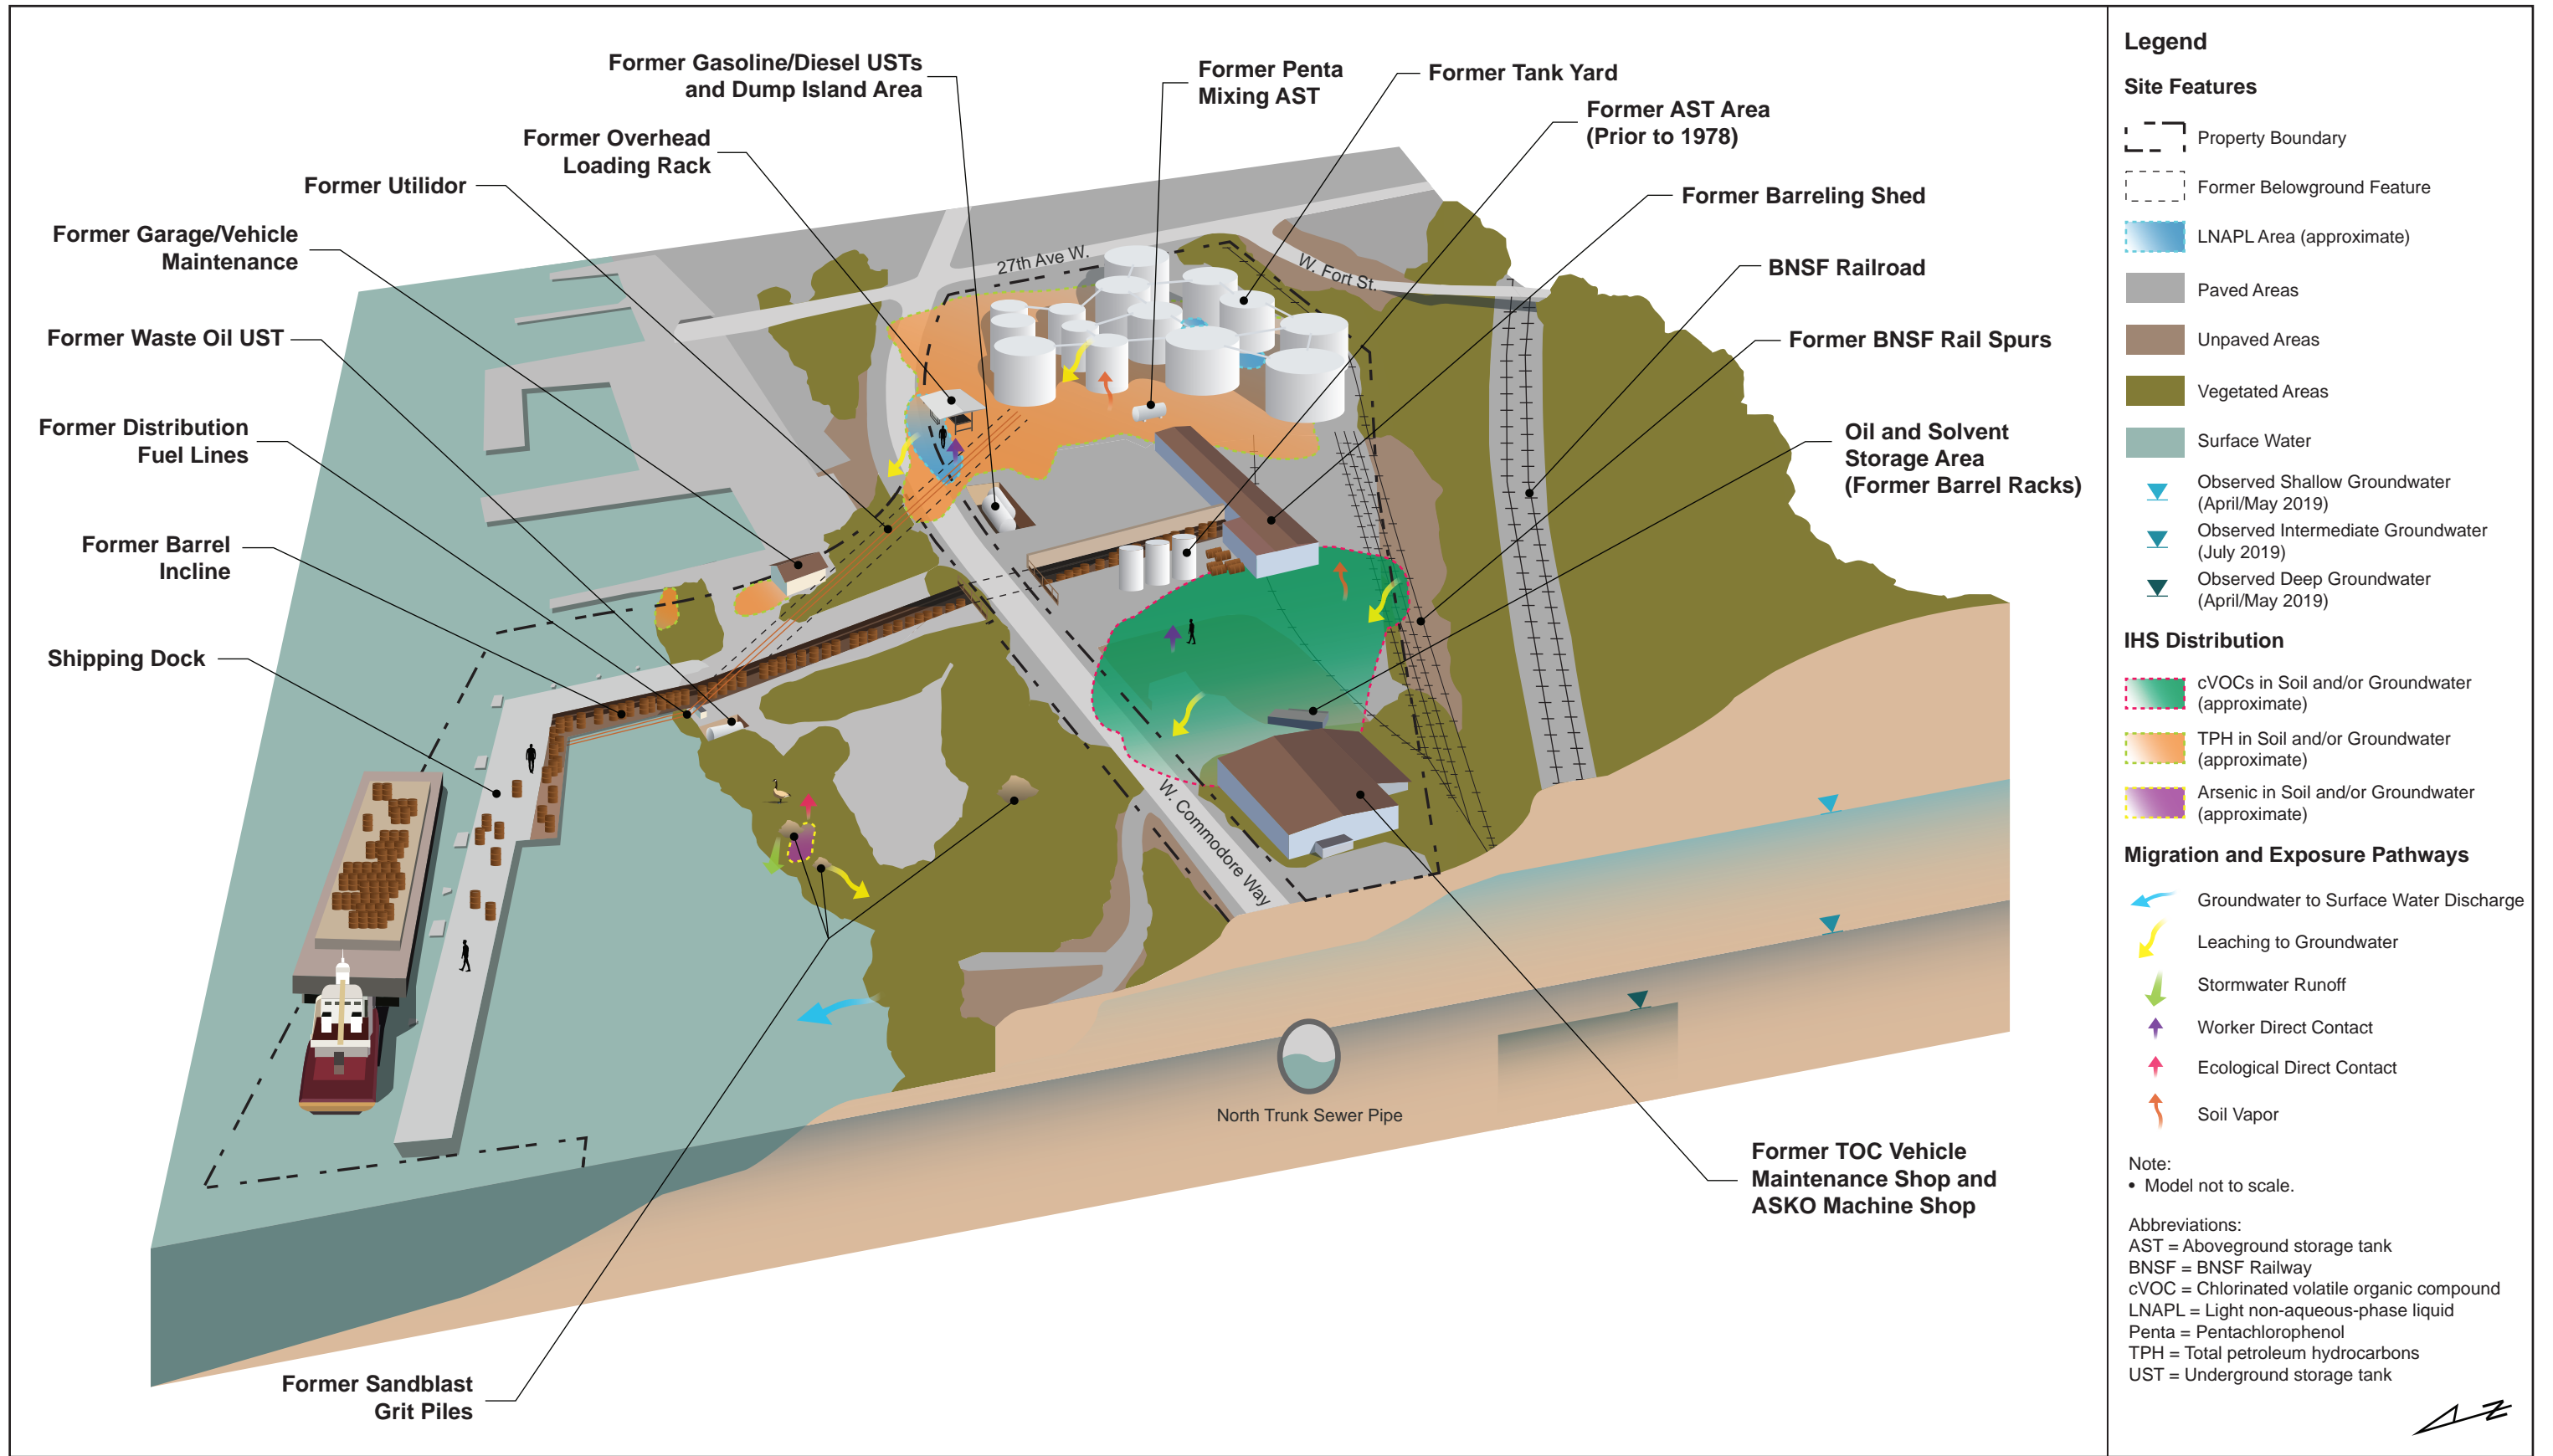 Former Gasoline/Diesel USTs
and Dump Island Area
Former Penta
Mixing AST
Former Tank Yard
Former AST Area
(Prior to 1978)
Former Overhead
Loading Rack
Former Utilidor
Former Barreling Shed
Former Garage/Vehicle
Maintenance
BNSF Railroad
Former Waste Oil UST
Former BNSF Rail Spurs
Former Distribution
Fuel Lines
Oil and Solvent
Storage Area
(Former Barrel Racks)
Former Barrel
Incline
Shipping Dock
27th Ave W.
W. Fort St.
W. Commodore Way
North Trunk Sewer Pipe
Former TOC Vehicle
Maintenance Shop and
ASKO Machine Shop
Former Sandblast
Grit Piles
Legend
Site Features
Property Boundary
Former Belowground Feature
LNAPL Area (approximate)
Paved Areas
Unpaved Areas
Vegetated Areas
Surface Water
Observed Shallow Groundwater
(April/May 2019)
Observed Intermediate Groundwater
(July 2019)
Observed Deep Groundwater
(April/May 2019)
IHS Distribution
cVOCs in Soil and/or Groundwater
(approximate)
TPH in Soil and/or Groundwater
(approximate)
Arsenic in Soil and/or Groundwater
(approximate)
Migration and Exposure Pathways
Groundwater to Surface Water Discharge
Leaching to Groundwater
Stormwater Runoff
Worker Direct Contact
Ecological Direct Contact
Soil Vapor
Note:
• Model not to scale.
Abbreviations:
AST = Aboveground storage tank
BNSF = BNSF Railway
cVOC = Chlorinated volatile organic compound
LNAPL = Light non-aqueous-phase liquid
Penta = Pentachlorophenol
TPH = Total petroleum hydrocarbons
UST = Underground storage tank
N